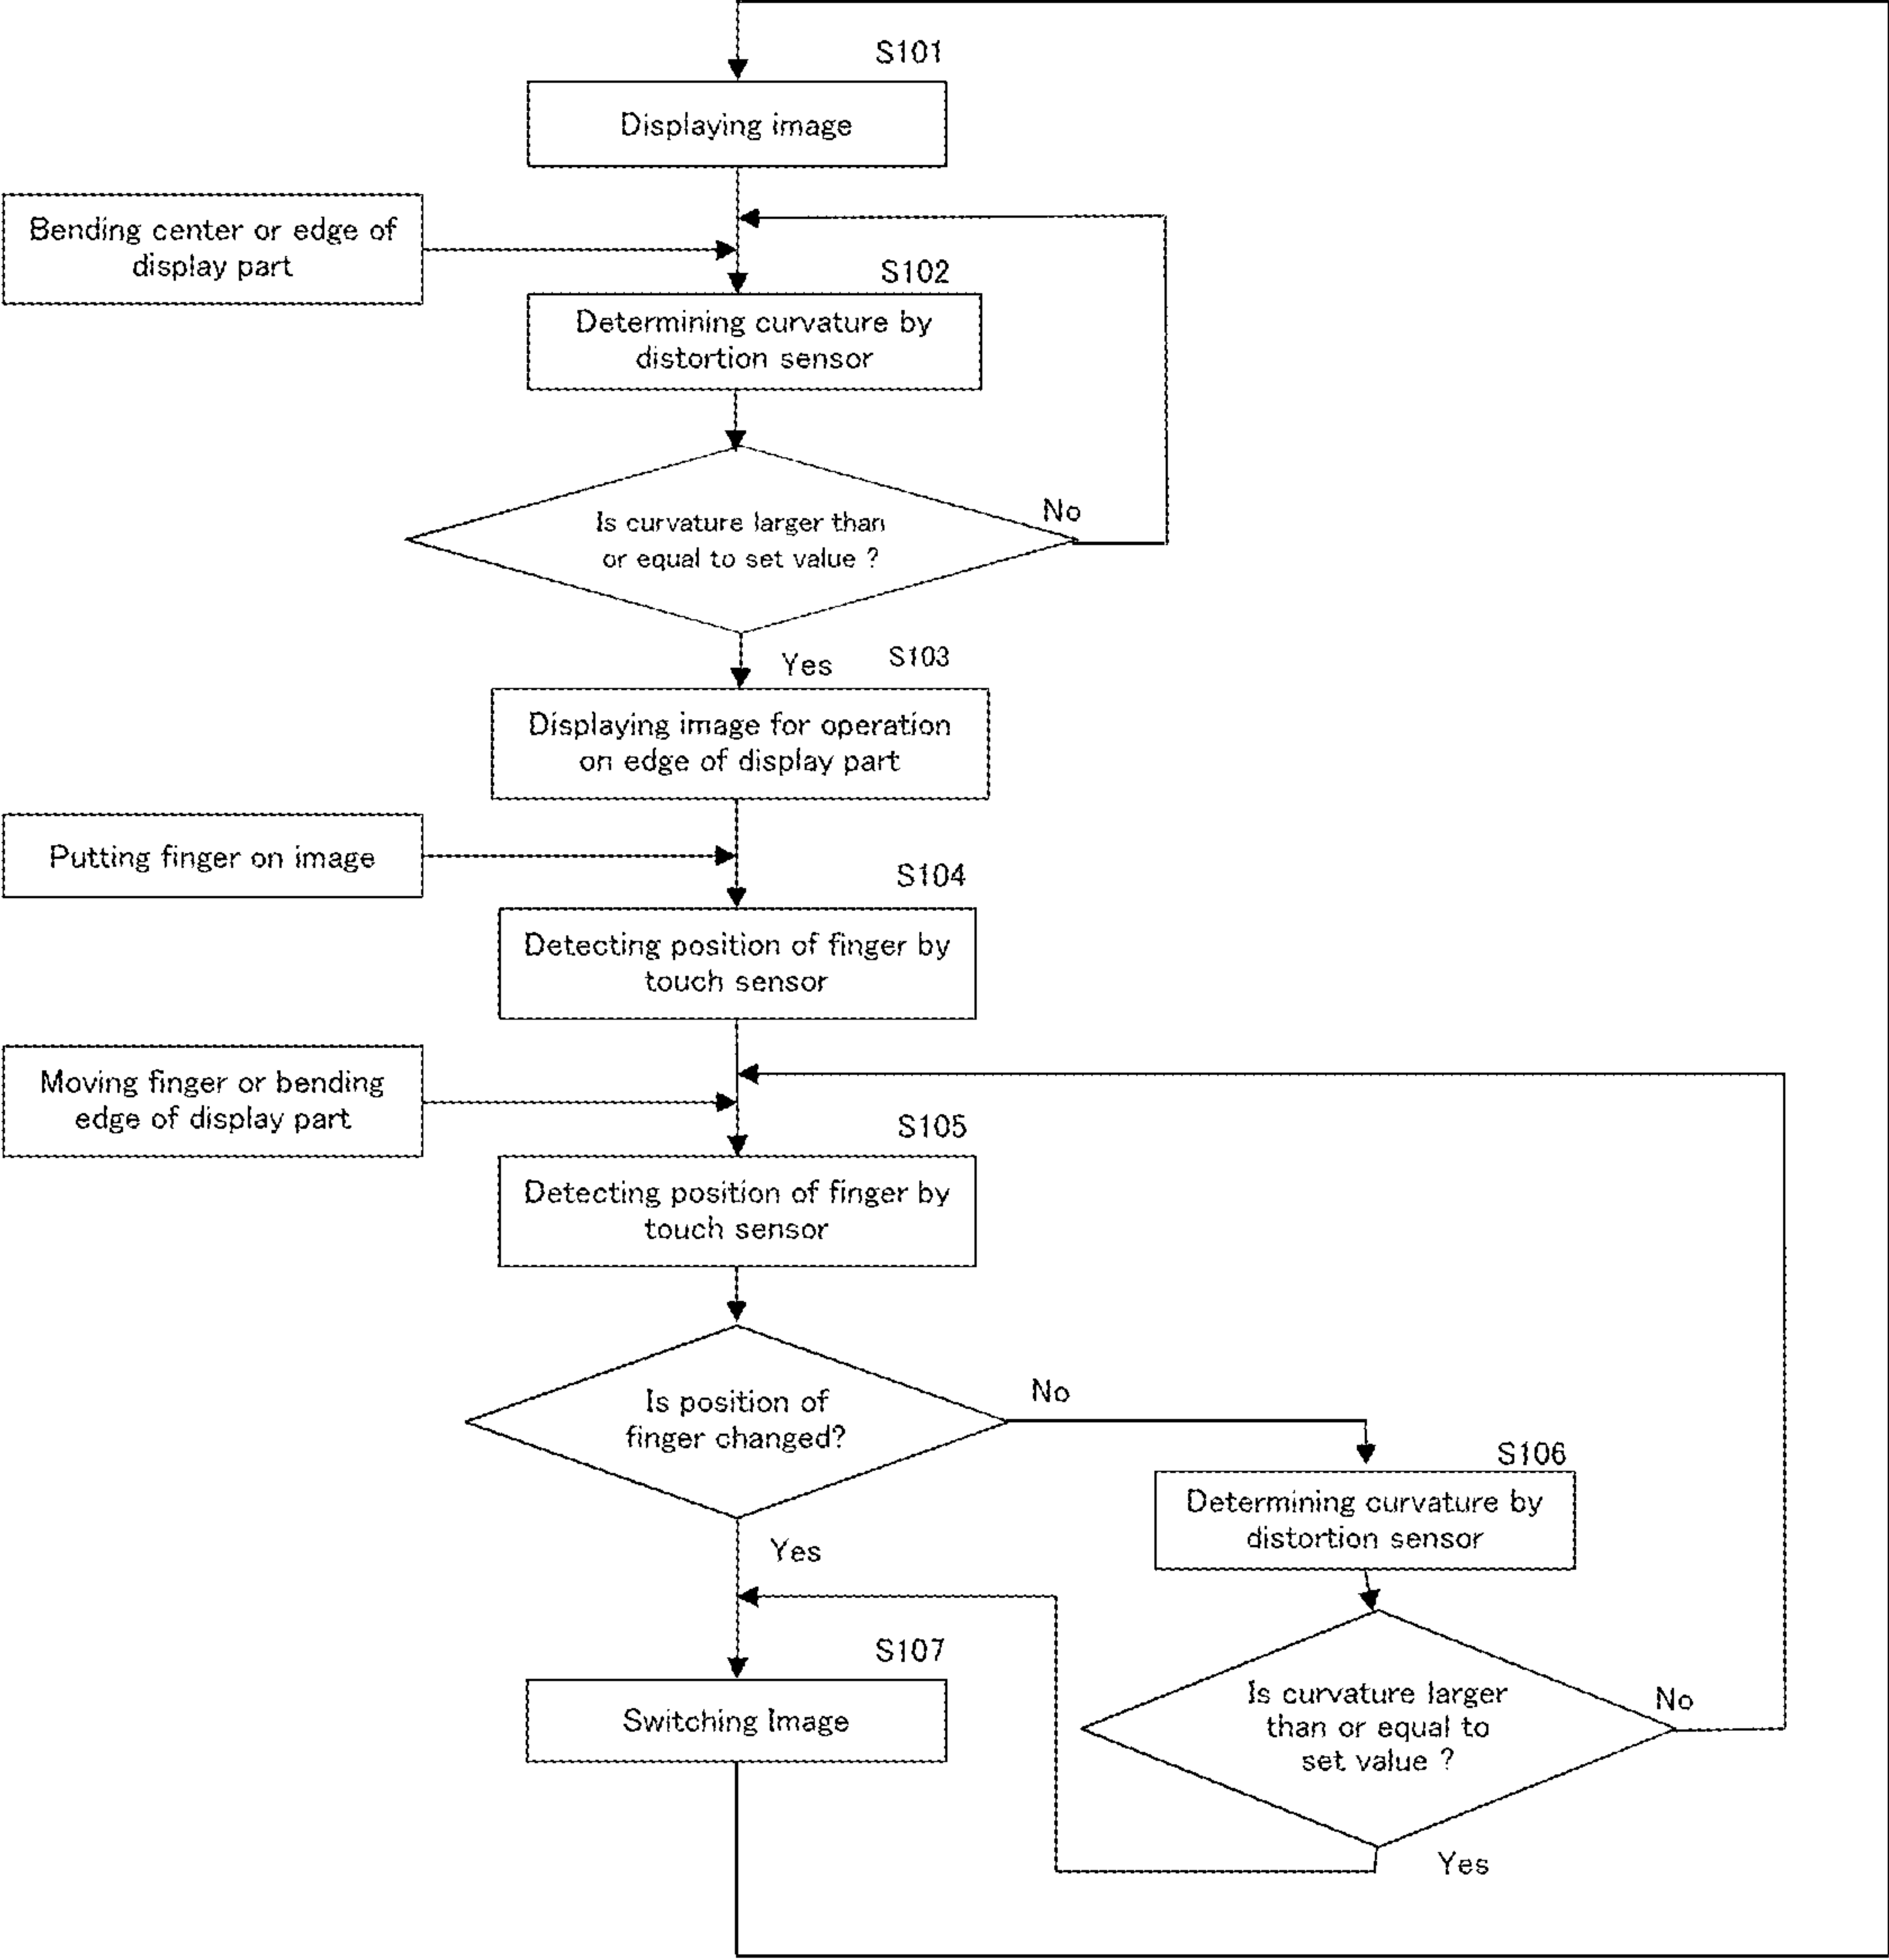 S101
Displaying image
Bending center or edge of
display part
S102
Determining curvature by
distortion sensor
No
Is curvature larger than
or equal to set value ?
Yes
S103
Displaying image for operation
on edge of display part
Putting finger on image
S104
Detecting position of finger by
touch sensor
Moving finger or bending
edge of display part
S105
Detecting position of finger by
touch sensor
Is position of
finger changed?
No
S106
Determining curvature by
distortion sensor
Yes
S107
Switching Image
Is curvature larger
than or equal to
set value ?
No
Yes